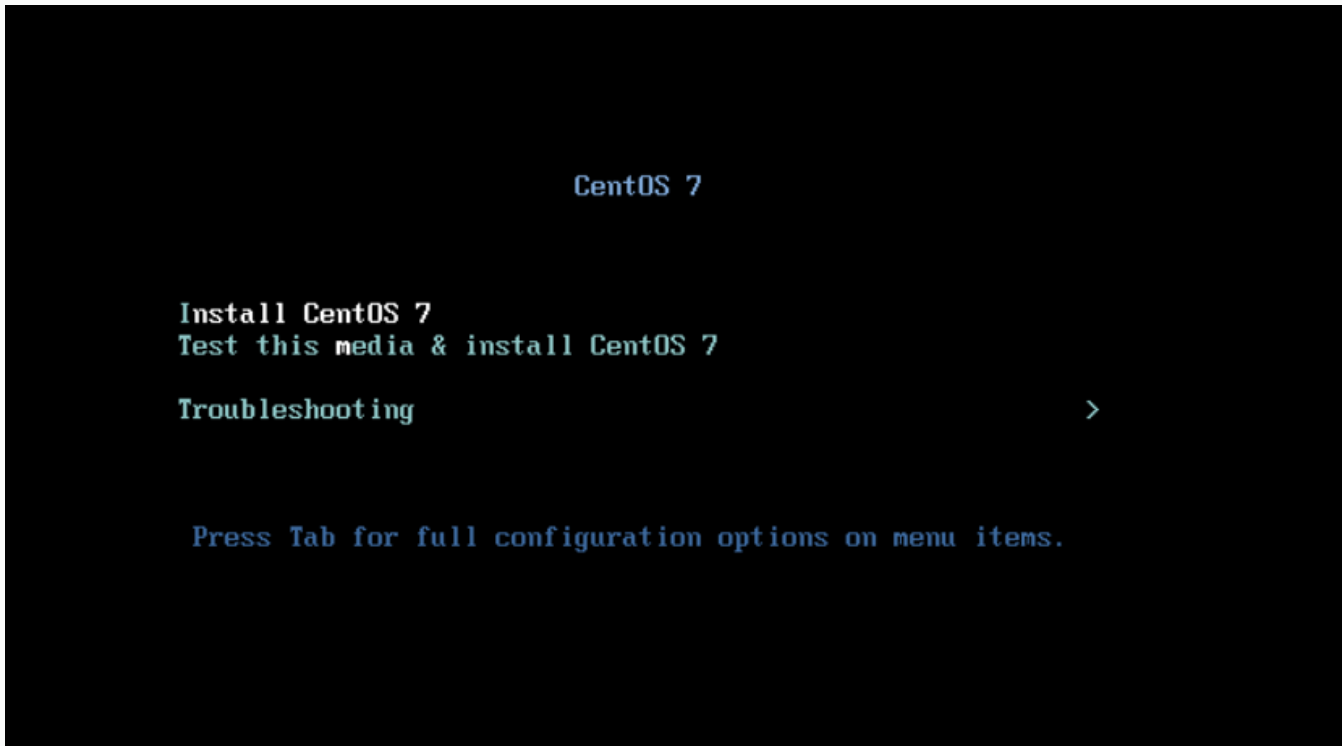 CentOS 7
Install CentOS 7
Test this media & install CentOS 7
Troubleshooting >
Press Tab for full configuration options on menu items.